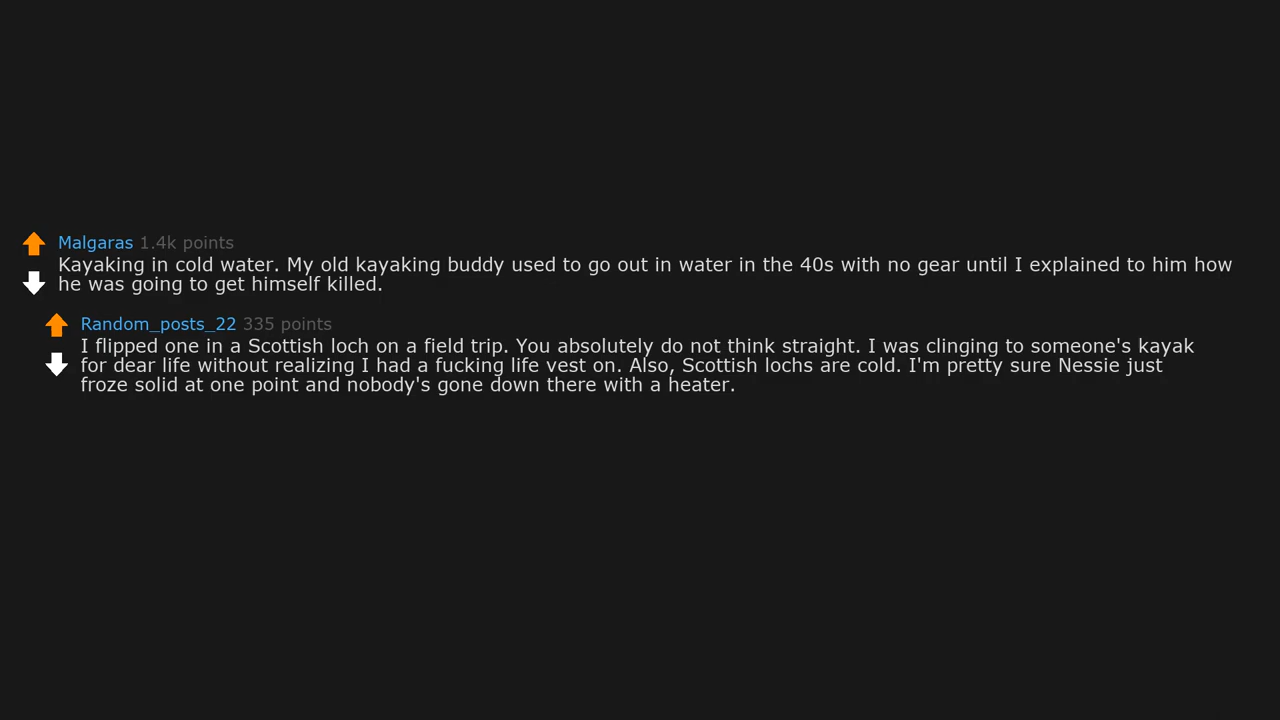 Malgaras 1.4k points
Kayaking in cold water. My old kayaking buddy used to go out in water in the 40s with no gear until I explained to him how
he was going to get himself killed.
Random_posts_22 335 points
I flipped one in a Scottish loch on a field trip. You absolutely do not think straight. I was clinging to someone's kayak
for dear life without realizing I had a fucking life vest on. Also, Scottish lochs are cold. I'm pretty sure Nessie just
froze solid at one point and nobody's gone down there with a heater.